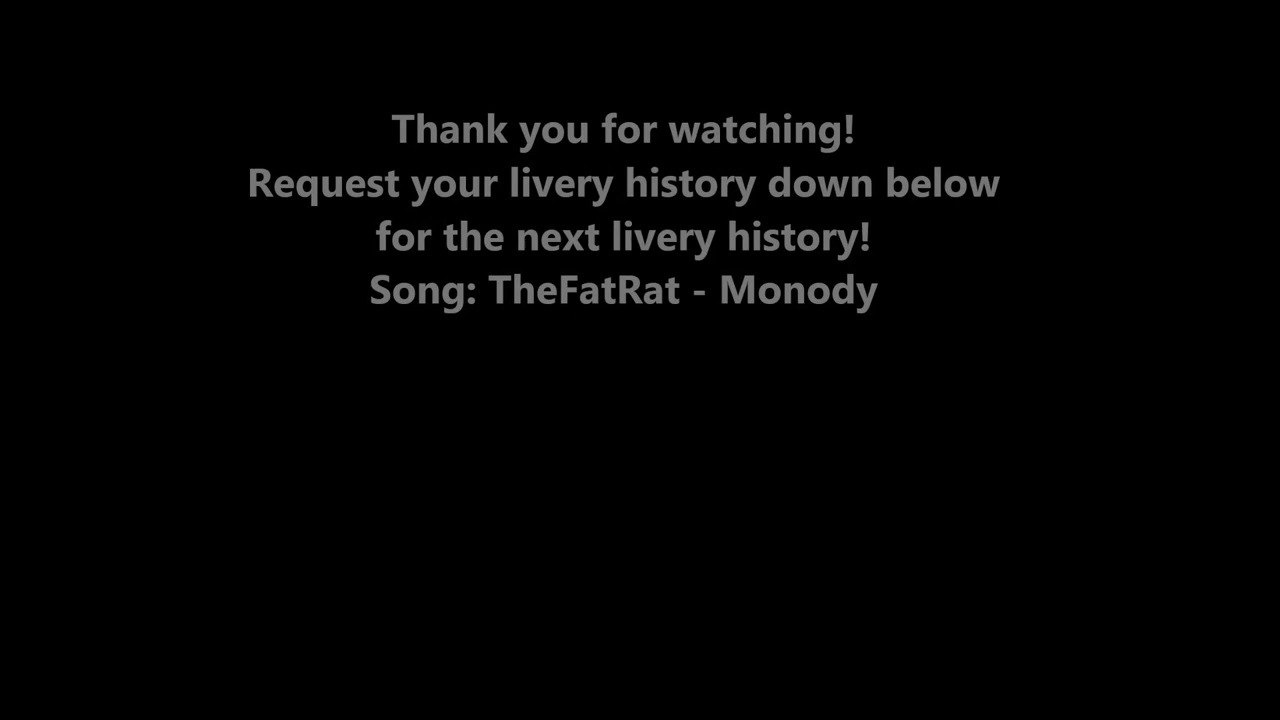 Thank you for watching!
Request your livery history down below
for the next livery history!
Song: TheFatRat - Monody